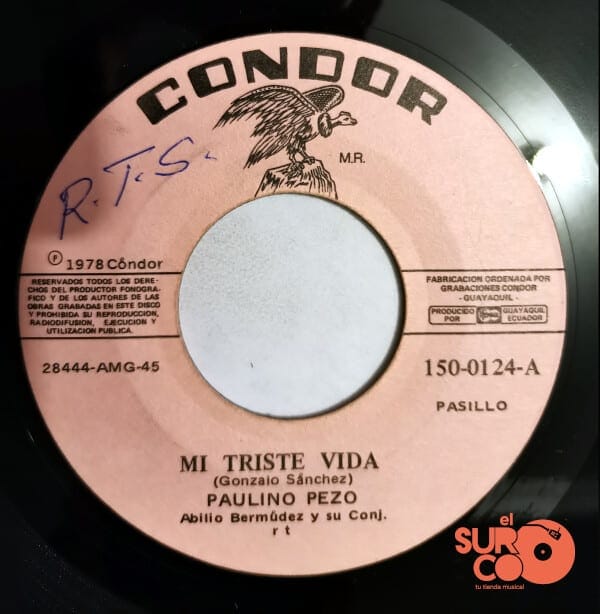 CONDOR
M.R.
R.T.S.
Ⓟ 1978 Cóndor
RESERVADOS TODOS LOS DERE-
CHOS DEL PRODUCTOR FONOGRA-
FICO Y DE LOS AUTORES DE LAS
OBRAS GRABADAS EN ESTE DISCO
Y PROHIBIDA SU REPRODUCCION,
RADIODIFUSION, EJECUCION Y
UTILIZACION PUBLICA.
FABRICACION ORDENADA POR
GRABACIONES CONDOR
- GUAYAQUIL -
PRODUCIDO POR
GUAYAQUIL ECUADOR
28444-AMG-45
150-0124-A
PASILLO
MI TRISTE VIDA
(Gonzalo Sánchez)
PAULINO PEZO
Abilio Bermúdez y su Conj.
r t
el
SURCO
tu tienda musical